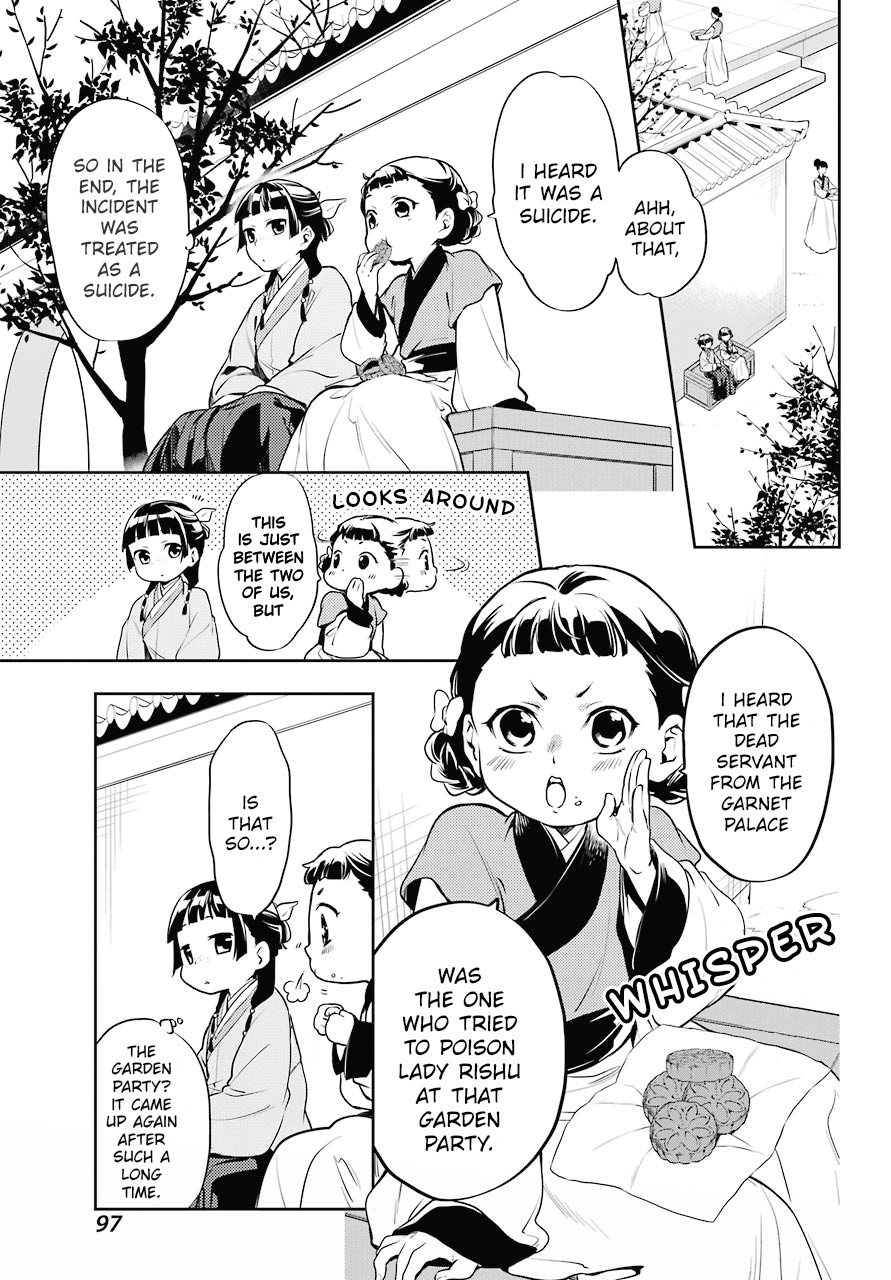 AHH,
ABOUT
THAT,
I HEARD
IT WAS A
SUICIDE.
SO IN THE
END, THE
INCIDENT
WAS
TREATED
AS A
SUICIDE.
LOOKS AROUND
THIS
IS JUST
BETWEEN
THE TWO
OF US,
BUT
I HEARD
THAT THE
DEAD
SERVANT
FROM THE
GARNET
PALACE
WHISPER
WAS
THE ONE
WHO TRIED
TO POISON
LADY RISHU
AT THAT
GARDEN
PARTY.
IS
THAT
SO...?
THE
GARDEN
PARTY?
IT CAME
UP AGAIN
AFTER
SUCH A
LONG
TIME.
97